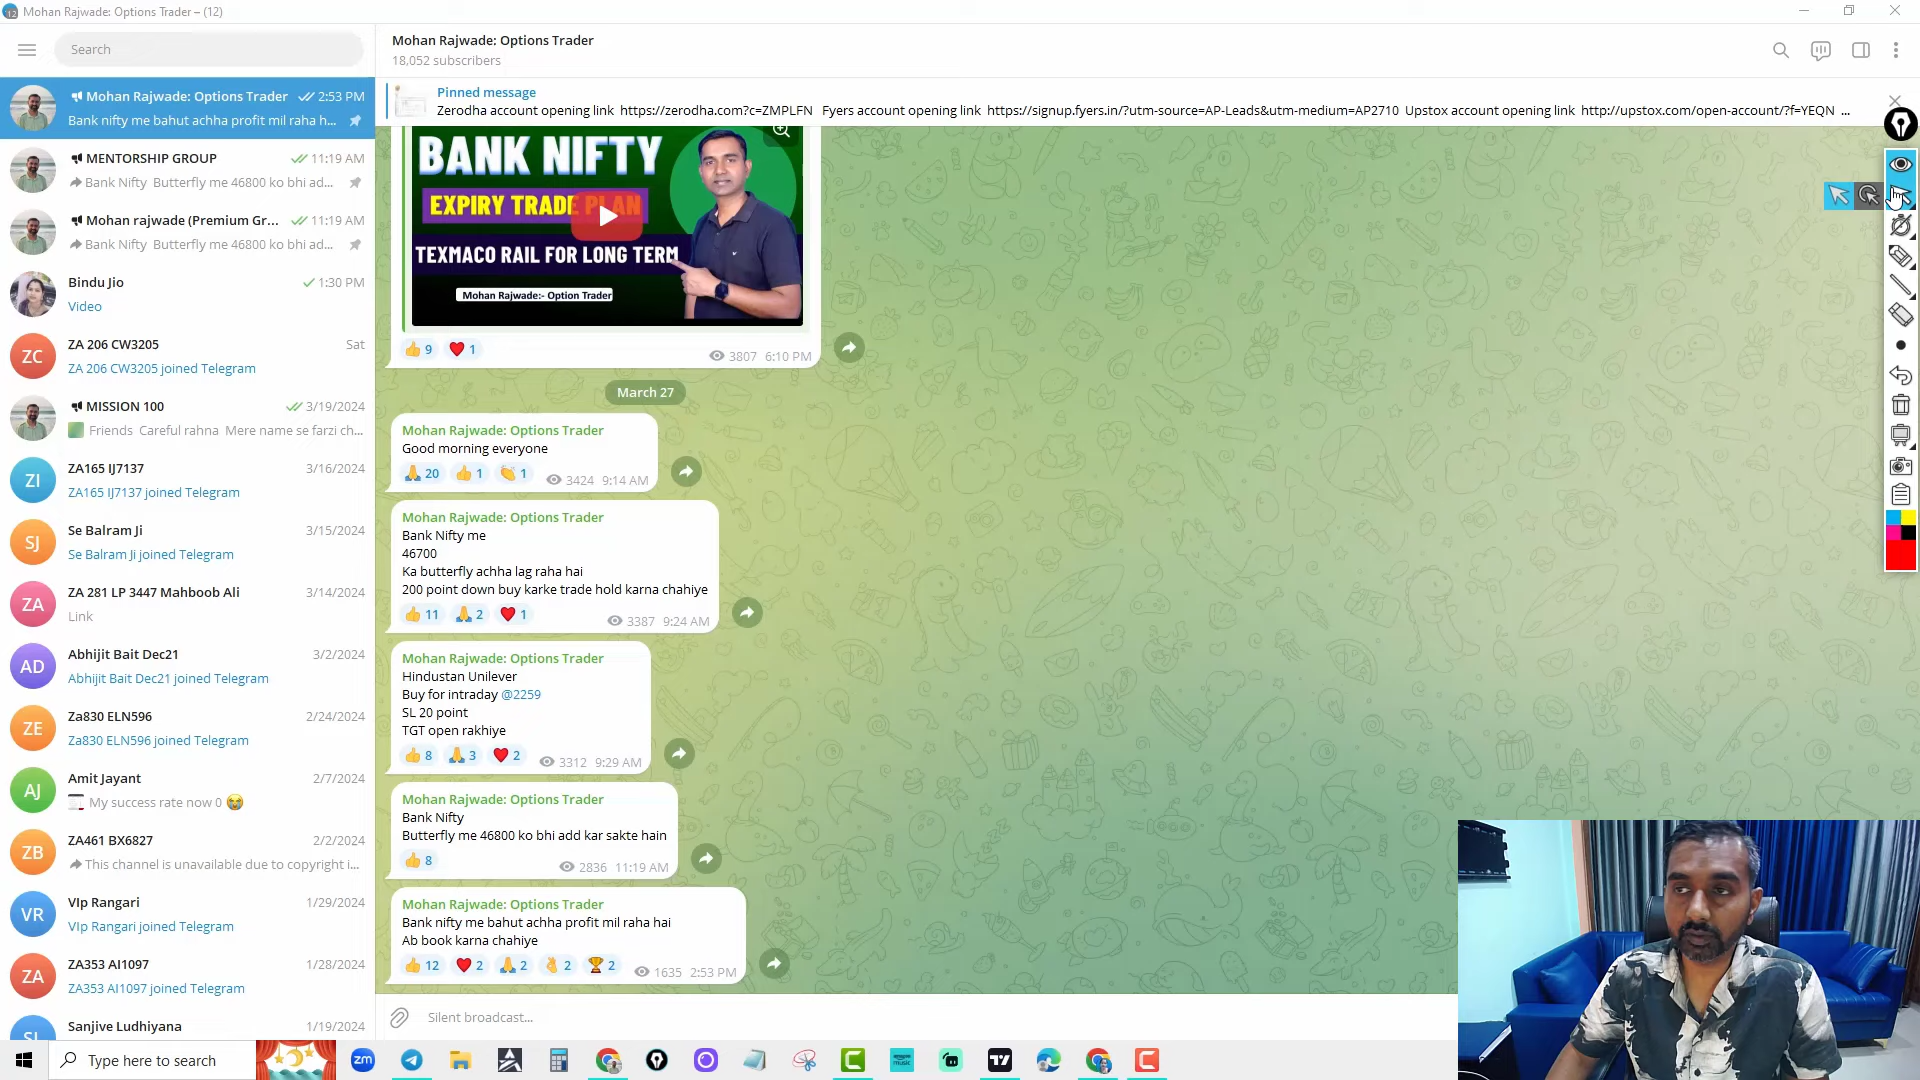 Mohan Rajwade: Options Trader – (12)
Search
Mohan Rajwade: Options Trader
18,052 subscribers
Pinned message
Zerodha account opening link https://zerodha.com?c=ZMPLFN Fyers account opening link https://signup.fyers.in/?utm-source=AP-Leads&utm-medium=AP2710 Upstox account opening link http://upstox.com/open-account/?f=YEQN ...
Mohan Rajwade: Options Trader 2:53 PM
Bank nifty me bahut achha profit mil raha h...
MENTORSHIP GROUP 11:19 AM
Bank Nifty Butterfly me 46800 ko bhi ad...
Mohan rajwade (Premium Gr... 11:19 AM
Bank Nifty Butterfly me 46800 ko bhi ad...
Bindu Jio 1:30 PM
Video
ZC
ZA 206 CW3205 Sat
ZA 206 CW3205 joined Telegram
MISSION 100 3/19/2024
Friends Careful rahna Mere name se farzi ch...
ZI
ZA165 IJ7137 3/16/2024
ZA165 IJ7137 joined Telegram
SJ
Se Balram Ji 3/15/2024
Se Balram Ji joined Telegram
ZA
ZA 281 LP 3447 Mahboob Ali 3/14/2024
Link
AD
Abhijit Bait Dec21 3/2/2024
Abhijit Bait Dec21 joined Telegram
ZE
Za830 ELN596 2/24/2024
Za830 ELN596 joined Telegram
AJ
Amit Jayant 2/7/2024
My success rate now 0
ZB
ZA461 BX6827 2/2/2024
This channel is unavailable due to copyright i...
VR
VIp Rangari 1/29/2024
VIp Rangari joined Telegram
ZA
ZA353 AI1097 1/28/2024
ZA353 AI1097 joined Telegram
Sanjive Ludhiyana 1/19/2024
BANK NIFTY
EXPIRY TRADE PLAN
TEXMACO RAIL FOR LONG TERM
Mohan Rajwade:- Option Trader
9 1 3807 6:10 PM
March 27
Mohan Rajwade: Options Trader
Good morning everyone
20 1 1 3424 9:14 AM
Mohan Rajwade: Options Trader
Bank Nifty me
46700
Ka butterfly achha lag raha hai
200 point down buy karke trade hold karna chahiye
11 2 1 3387 9:24 AM
Mohan Rajwade: Options Trader
Hindustan Unilever
Buy for intraday @2259
SL 20 point
TGT open rakhiye
8 3 2 3312 9:29 AM
Mohan Rajwade: Options Trader
Bank Nifty
Butterfly me 46800 ko bhi add kar sakte hain
8 2836 11:19 AM
Mohan Rajwade: Options Trader
Bank nifty me bahut achha profit mil raha hai
Ab book karna chahiye
12 2 2 2 2 1635 2:53 PM
Silent broadcast...
Type here to search
zm